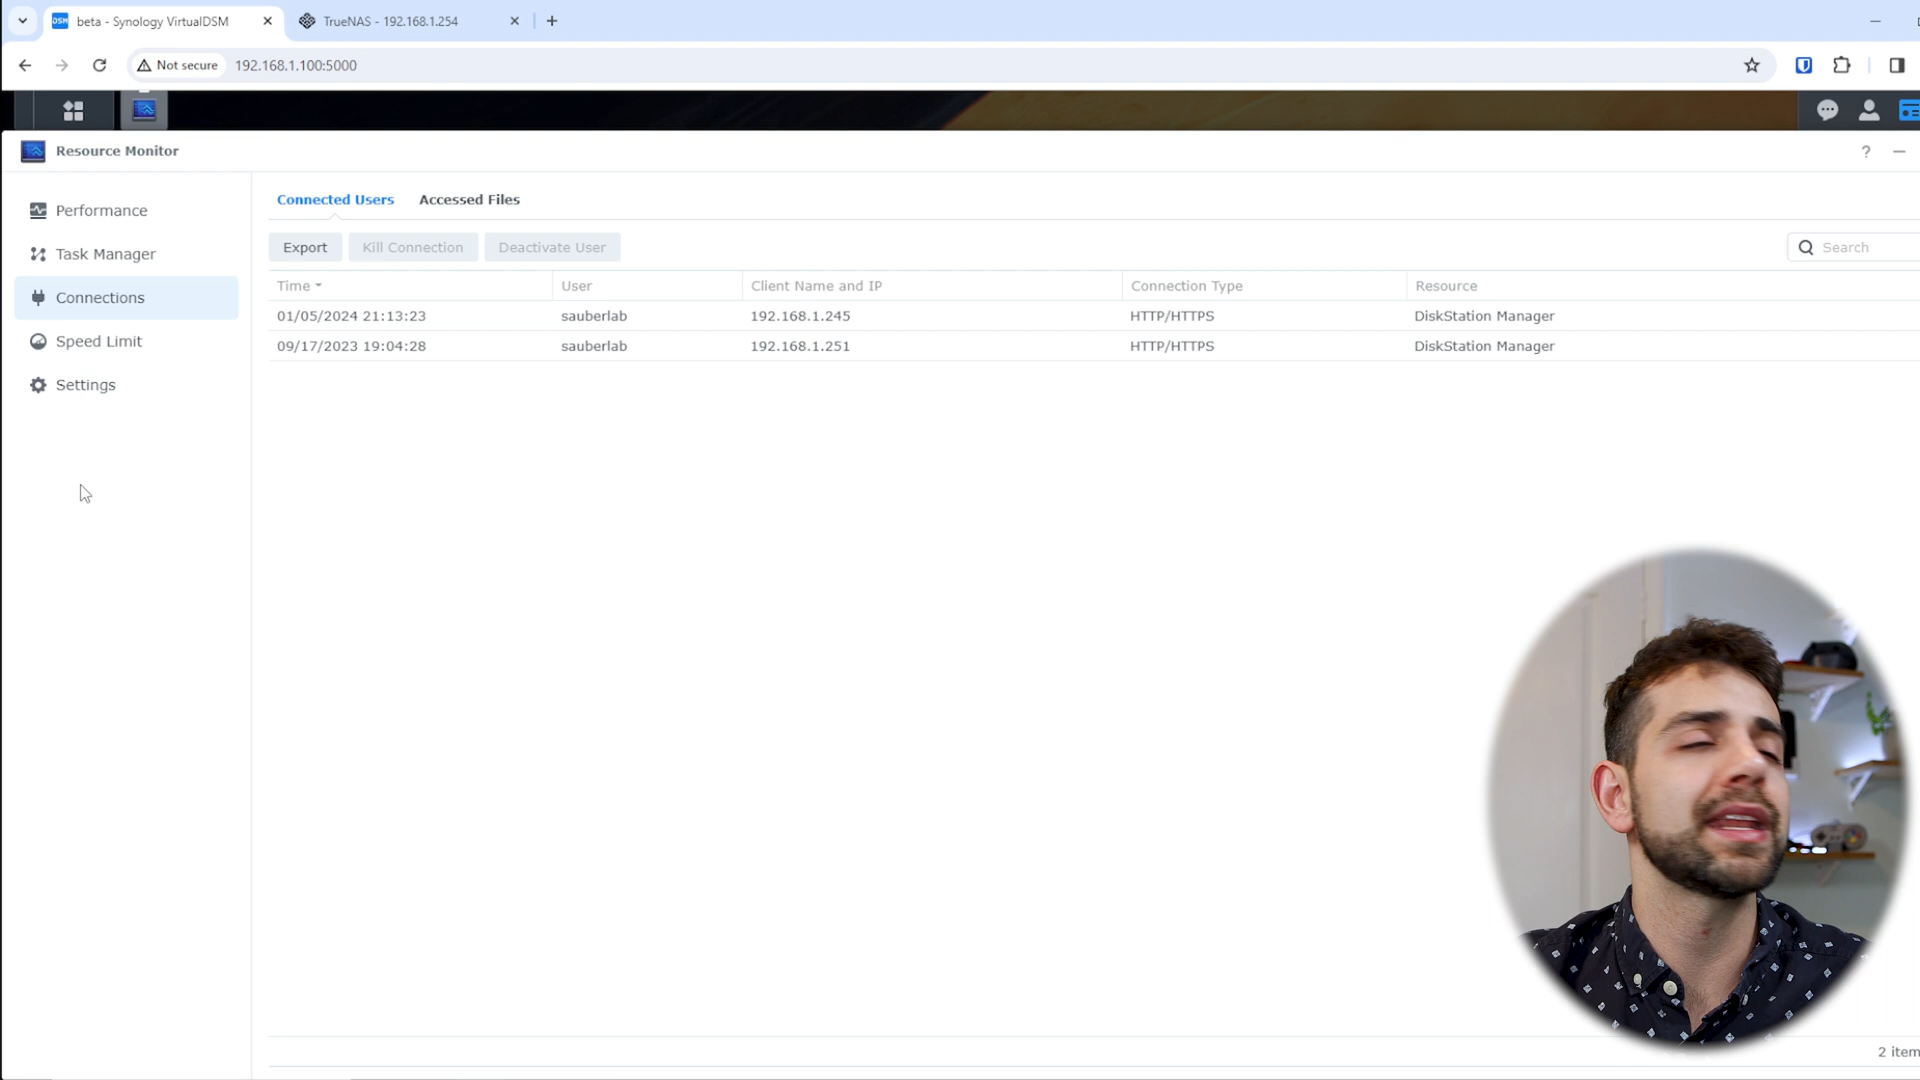 beta - Synology VirtualDSM
TrueNAS - 192.168.1.254
Not secure
192.168.1.100:5000
Resource Monitor
?
Performance
Task Manager
Connections
Speed Limit
Settings
Connected Users
Accessed Files
Export
Kill Connection
Deactivate User
Search
Time
User
Client Name and IP
Connection Type
Resource
01/05/2024 21:13:23
sauberlab
192.168.1.245
HTTP/HTTPS
DiskStation Manager
09/17/2023 19:04:28
sauberlab
192.168.1.251
HTTP/HTTPS
DiskStation Manager
2 item